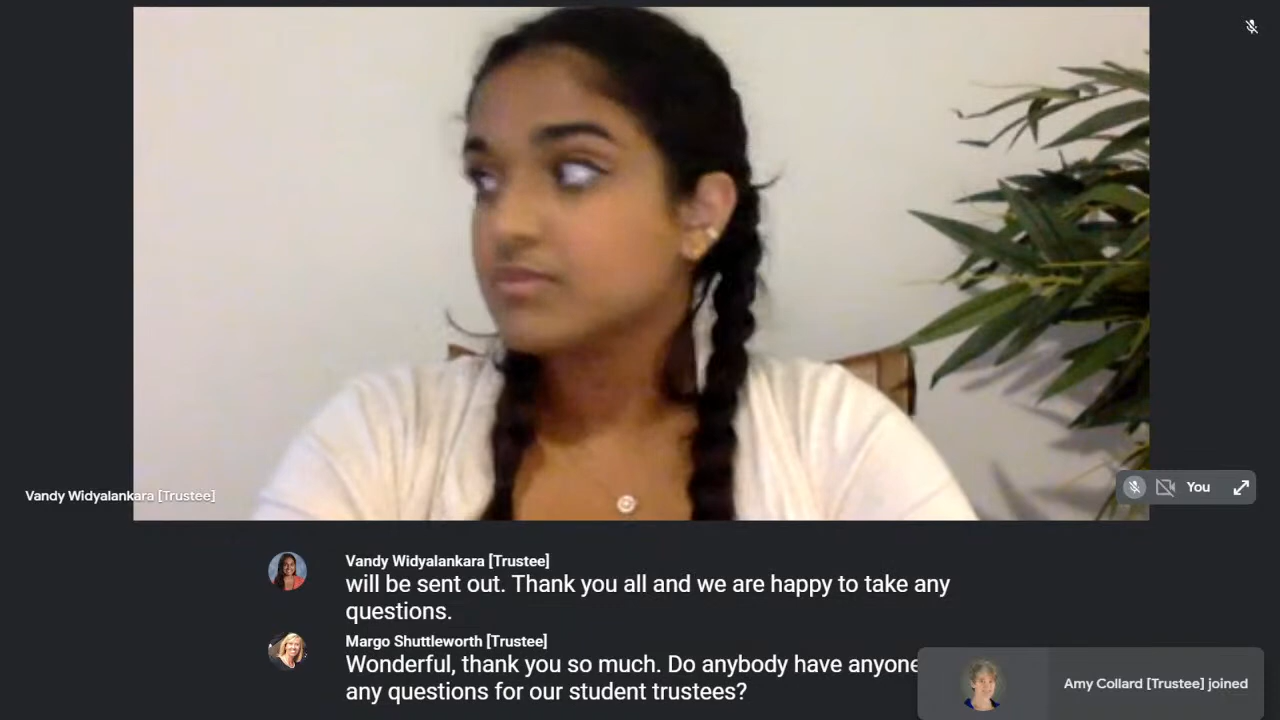 Vandy Widyalankara [Trustee]
You
Vandy Widyalankara [Trustee]
will be sent out. Thank you all and we are happy to take any
questions.
Margo Shuttleworth [Trustee]
Wonderful, thank you so much. Do anybody have anyone
any questions for our student trustees?
Amy Collard [Trustee] joined